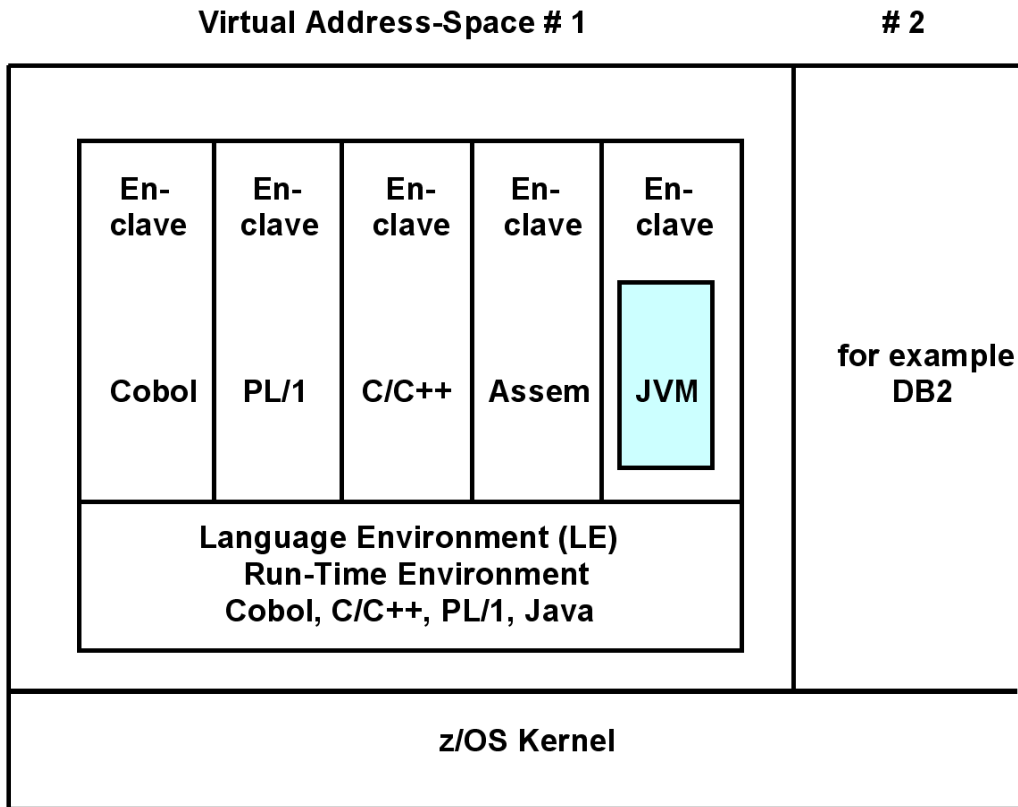 Virtual Address-Space # 1
# 2
En-
clave
En-
clave
En-
clave
En-
clave
En-
clave
Cobol
PL/1
C/C++
Assem
JVM
for example
DB2
Language Environment (LE)
Run-Time Environment
Cobol, C/C++, PL/1, Java
z/OS Kernel